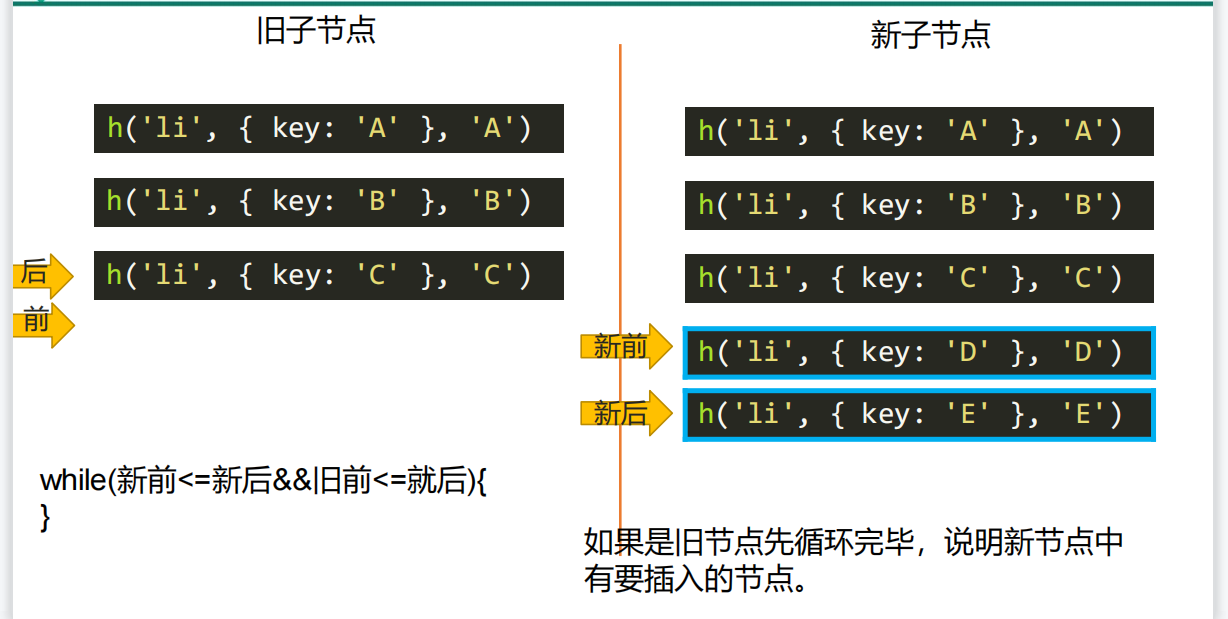 旧子节点
新子节点
h('li', { key: 'A' }, 'A')
h('li', { key: 'A' }, 'A')
h('li', { key: 'B' }, 'B')
h('li', { key: 'B' }, 'B')
后
h('li', { key: 'C' }, 'C')
h('li', { key: 'C' }, 'C')
前
新前
h('li', { key: 'D' }, 'D')
新后
h('li', { key: 'E' }, 'E')
while(新前<=新后&&旧前<=就后){
}
如果是旧节点先循环完毕，说明新节点中
有要插入的节点。